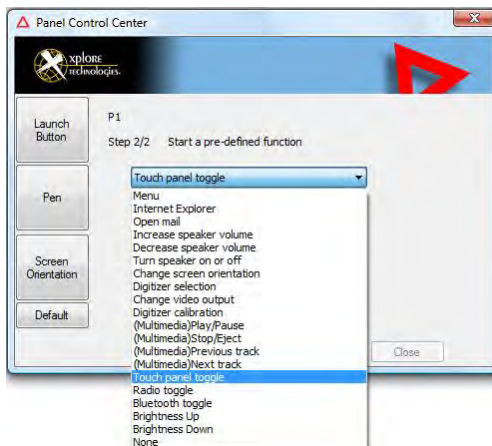 Panel Control Center
xplore
TECHNOLOGIES.
Launch
Button
Pen
Screen
Orientation
Default
P1
Step 2/2 Start a pre-defined function
Touch panel toggle
Menu
Internet Explorer
Open mail
Increase speaker volume
Decrease speaker volume
Turn speaker on or off
Change screen orientation
Digitizer selection
Change video output
Digitizer calibration
(Multimedia)Play/Pause
(Multimedia)Stop/Eject
(Multimedia)Previous track
(Multimedia)Next track
Touch panel toggle
Radio toggle
Bluetooth toggle
Brightness Up
Brightness Down
None
Close